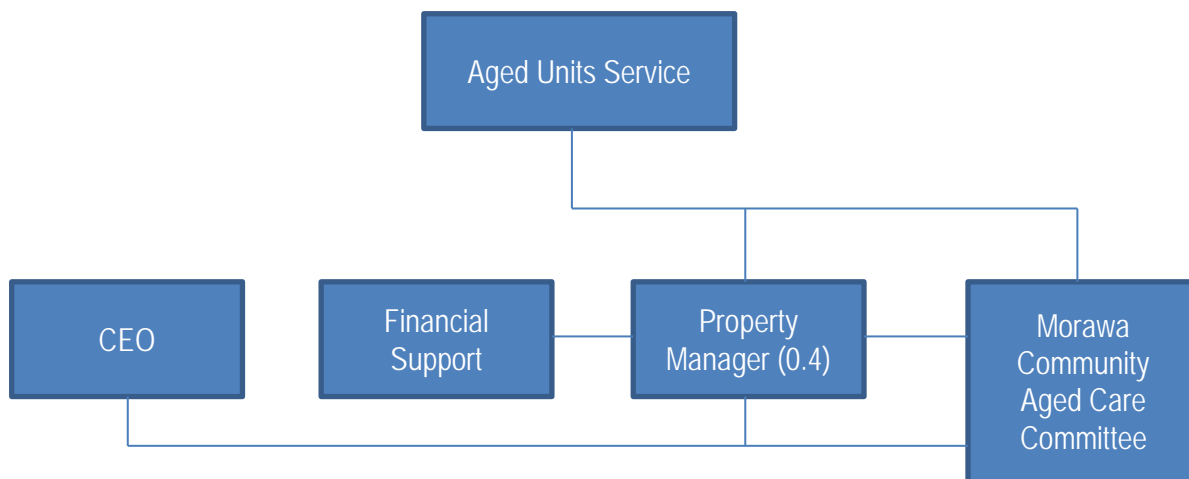 Aged Units Service
CEO
Financial
Support
Property
Manager (0.4)
Morawa
Community
Aged Care
Committee